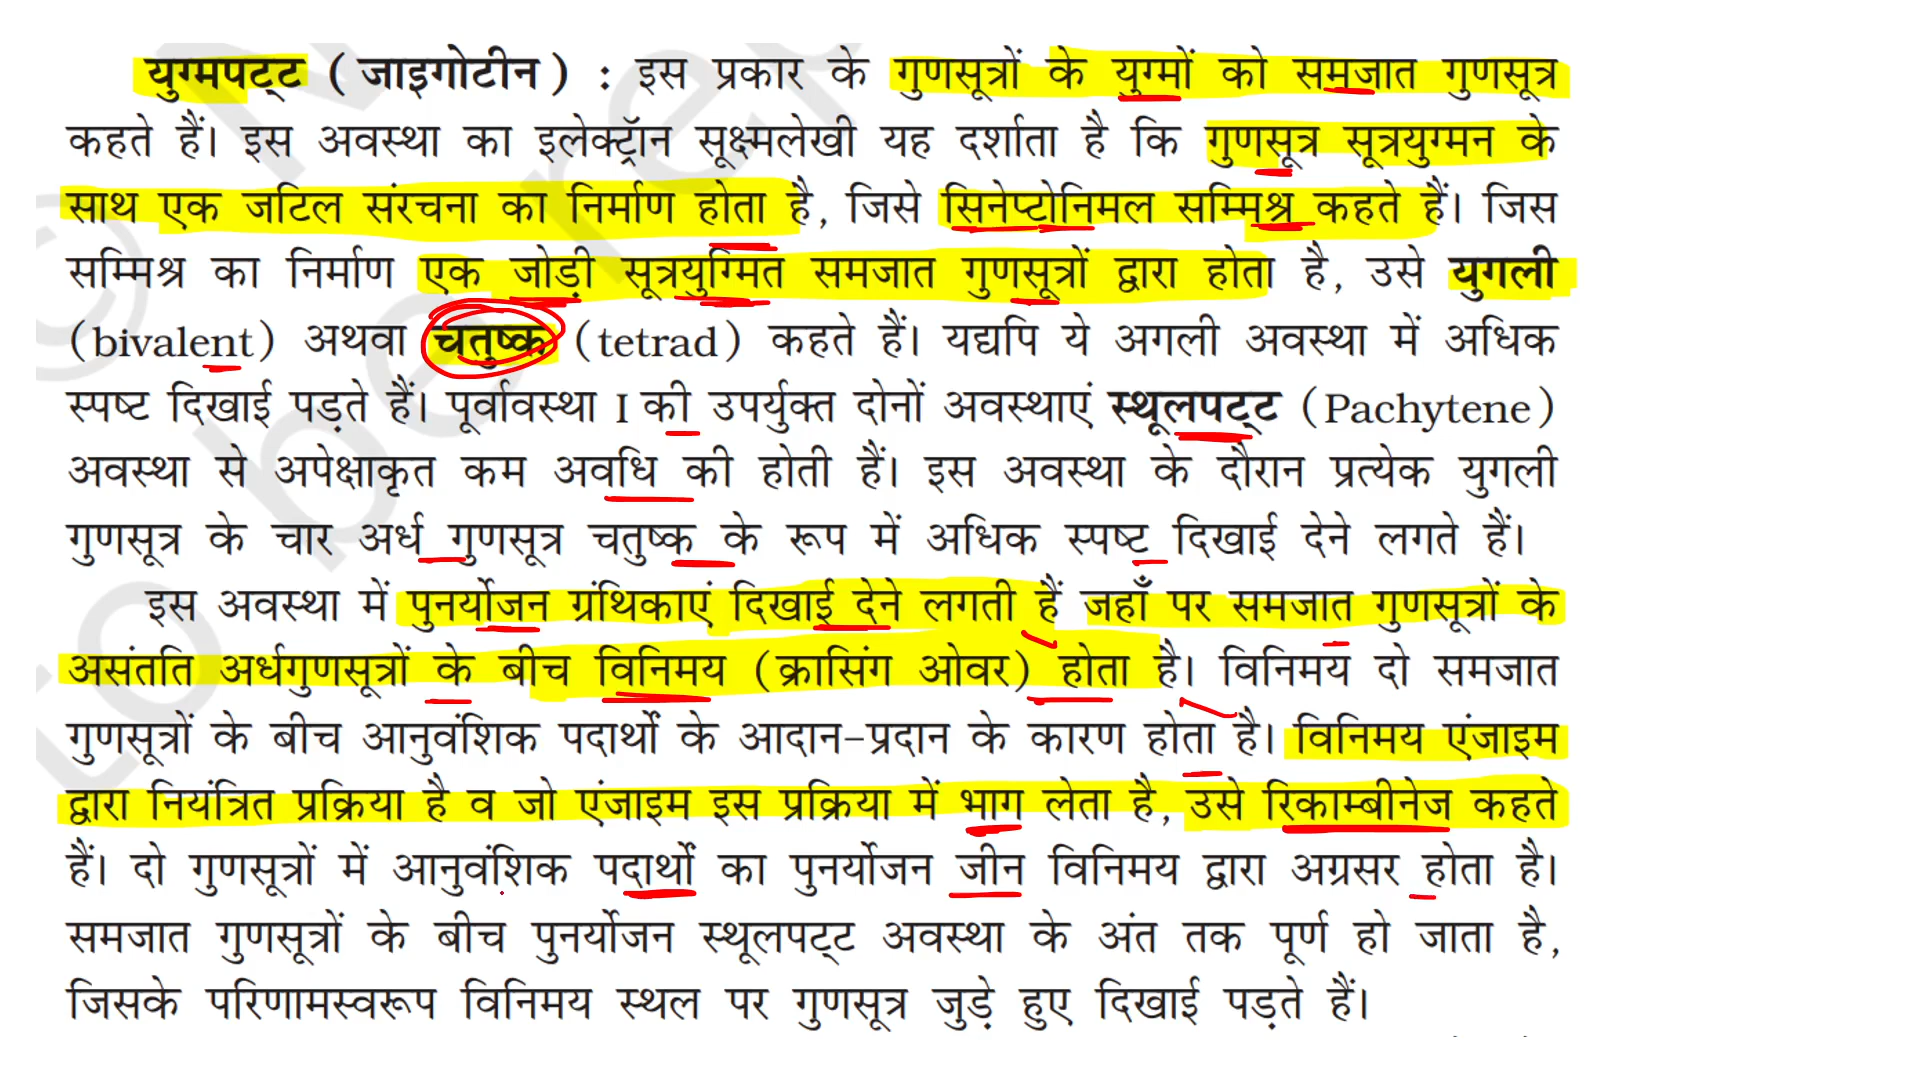 युग्मपट्ट (जाइगोटीन) : इस प्रकार के गुणसूत्रों के युग्मों को समजात गुणसूत्र
कहते हैं। इस अवस्था का इलेक्ट्रॉन सूक्ष्मलेखी यह दर्शाता है कि गुणसूत्र सूत्रयुग्मन के
साथ एक जटिल संरचना का निर्माण होता है, जिसे सिनेप्टोनिमल सम्मिश्र कहते हैं। जिस
सम्मिश्र का निर्माण एक जोड़ी सूत्रयुग्मित समजात गुणसूत्रों द्वारा होता है, उसे युगली
(bivalent) अथवा चतुष्क (tetrad) कहते हैं। यद्यपि ये अगली अवस्था में अधिक
स्पष्ट दिखाई पड़ते हैं। पूर्वावस्था I की उपर्युक्त दोनों अवस्थाएं स्थूलपट्ट (Pachytene)
अवस्था से अपेक्षाकृत कम अवधि की होती हैं। इस अवस्था के दौरान प्रत्येक युगली
गुणसूत्र के चार अर्ध गुणसूत्र चतुष्क के रूप में अधिक स्पष्ट दिखाई देने लगते हैं।
इस अवस्था में पुनर्योजन ग्रंथिकाएं दिखाई देने लगती हैं जहाँ पर समजात गुणसूत्रों के
असंतति अर्धगुणसूत्रों के बीच विनिमय (क्रासिंग ओवर) होता है। विनिमय दो समजात
गुणसूत्रों के बीच आनुवंशिक पदार्थों के आदान-प्रदान के कारण होता है। विनिमय एंजाइम
द्वारा नियंत्रित प्रक्रिया है व जो एंजाइम इस प्रक्रिया में भाग लेता है, उसे रिकाम्बीनेज कहते
हैं। दो गुणसूत्रों में आनुवंशिक पदार्थों का पुनर्योजन जीन विनिमय द्वारा अग्रसर होता है।
समजात गुणसूत्रों के बीच पुनर्योजन स्थूलपट्ट अवस्था के अंत तक पूर्ण हो जाता है,
जिसके परिणामस्वरूप विनिमय स्थल पर गुणसूत्र जुड़े हुए दिखाई पड़ते हैं।